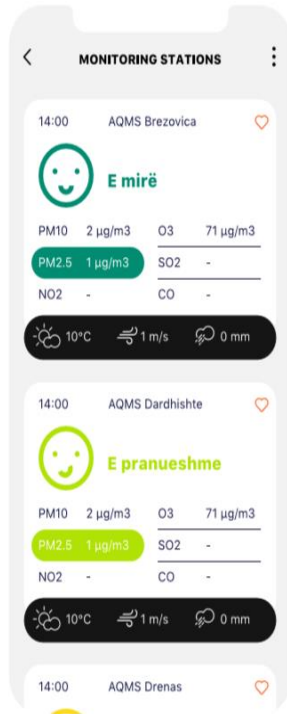 MONITORING STATIONS
14:00 AQMS Brezovica
E mirë
PM10 2 µg/m3 O3 71 µg/m3
PM2.5 1 µg/m3 SO2 -
NO2 - CO -
10°C 1 m/s 0 mm
14:00 AQMS Dardhishte
E pranueshme
PM10 2 µg/m3 O3 71 µg/m3
PM2.5 1 µg/m3 SO2 -
NO2 - CO -
10°C 1 m/s 0 mm
14:00 AQMS Drenas